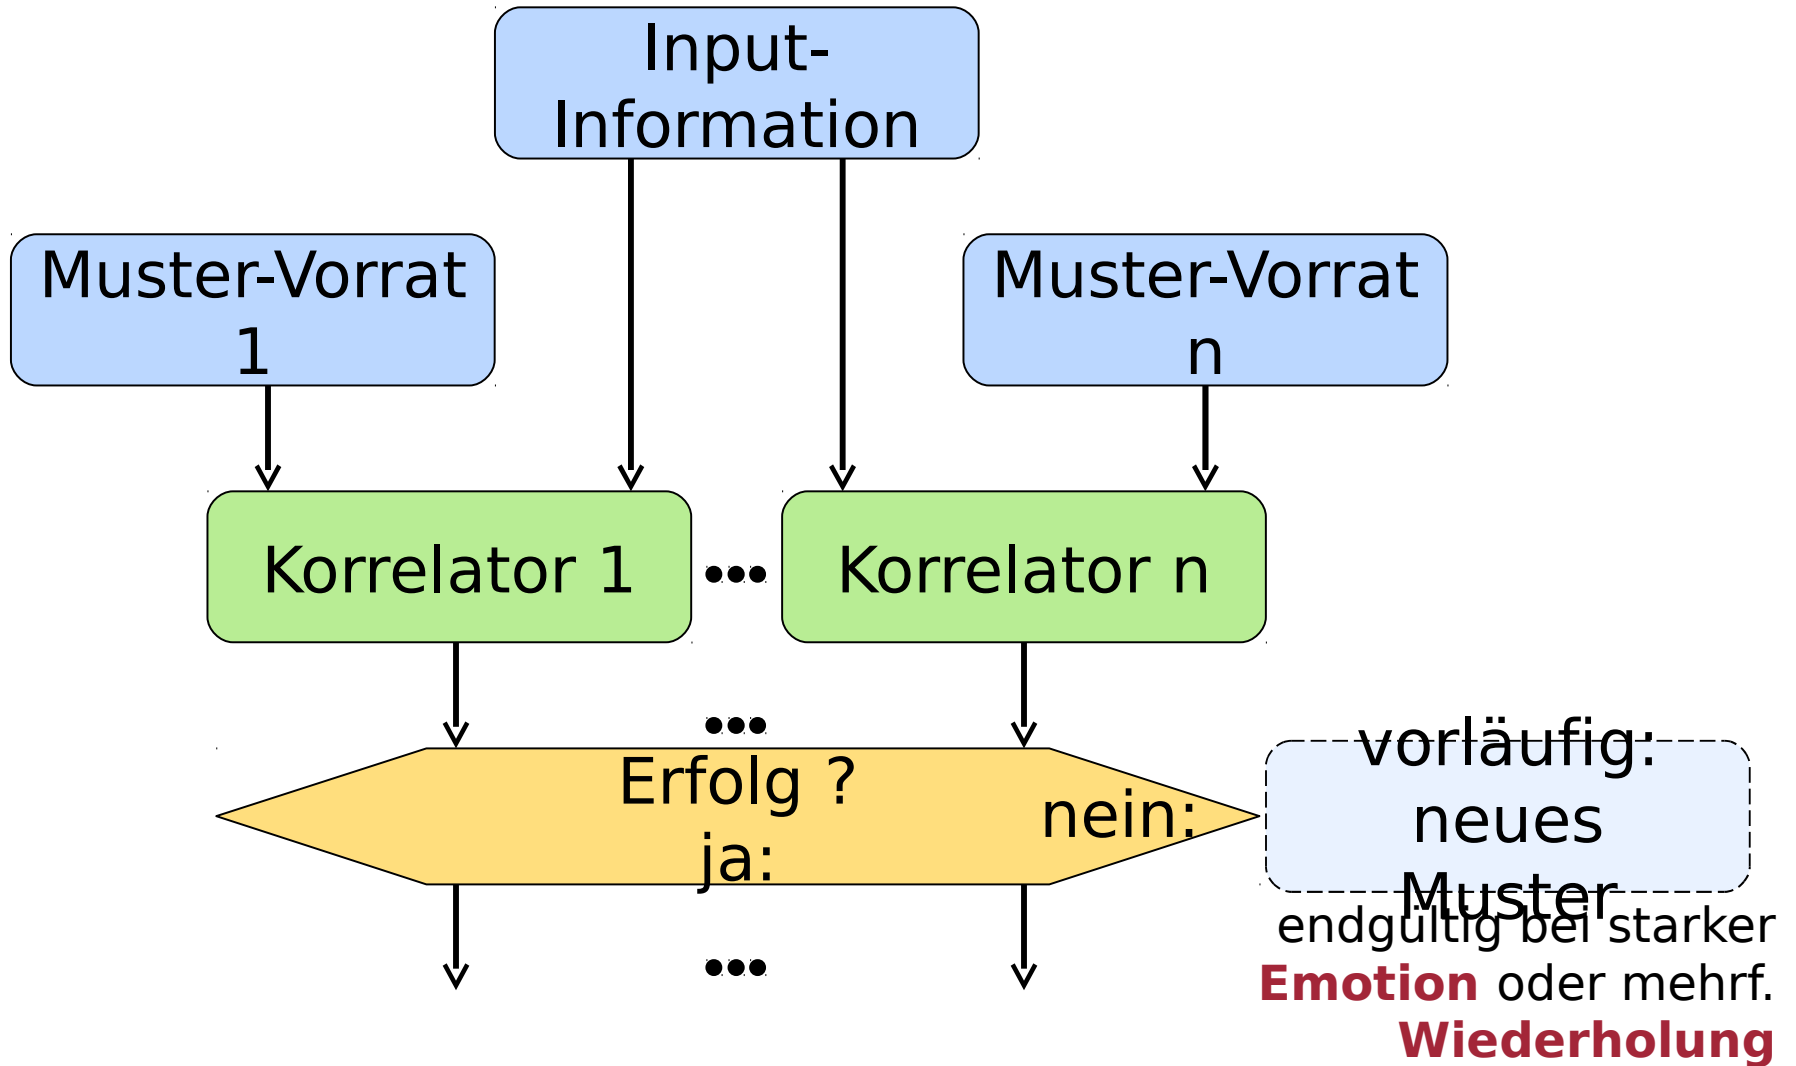 Input-
Information
Muster-Vorrat
1
Muster-Vorrat
n
Korrelator 1
Korrelator n
Erfolg ?
ja:
nein:
vorläufig:
neues
Muster
endgültig bei starker
Emotion oder mehrf.
Wiederholung